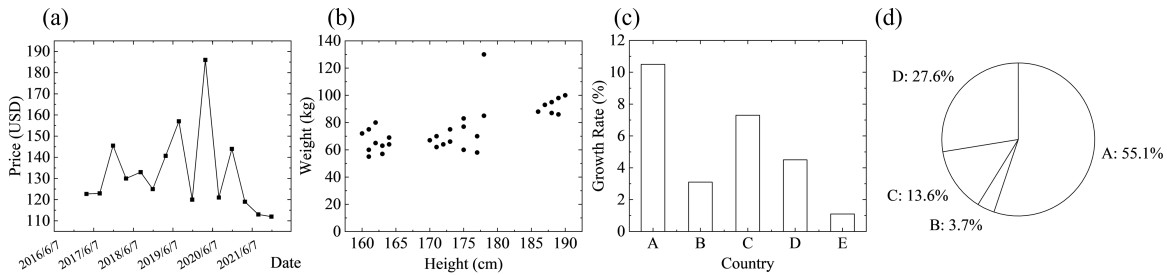 (a)
Price (USD)
190
180
170
160
150
140
130
120
110
2016/6/7
2017/6/7
2018/6/7
2019/6/7
2020/6/7
2021/6/7
Date
(b)
Weight (kg)
140
120
100
80
60
40
20
0
160 165 170 175 180 185 190
Height (cm)
(c)
Growth Rate (%)
12
10
8
6
4
2
0
A B C D E
Country
(d)
D: 27.6%
A: 55.1%
C: 13.6%
B: 3.7%